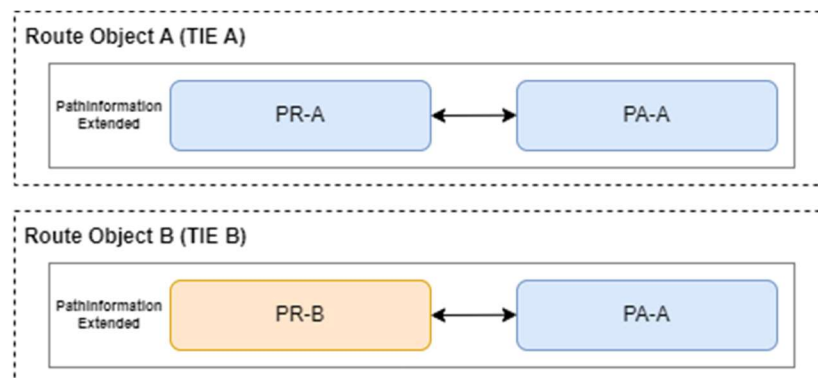 Route Object A (TIE A)
PathInformation
Extended
PR-A
PA-A
Route Object B (TIE B)
PathInformation
Extended
PR-B
PA-A